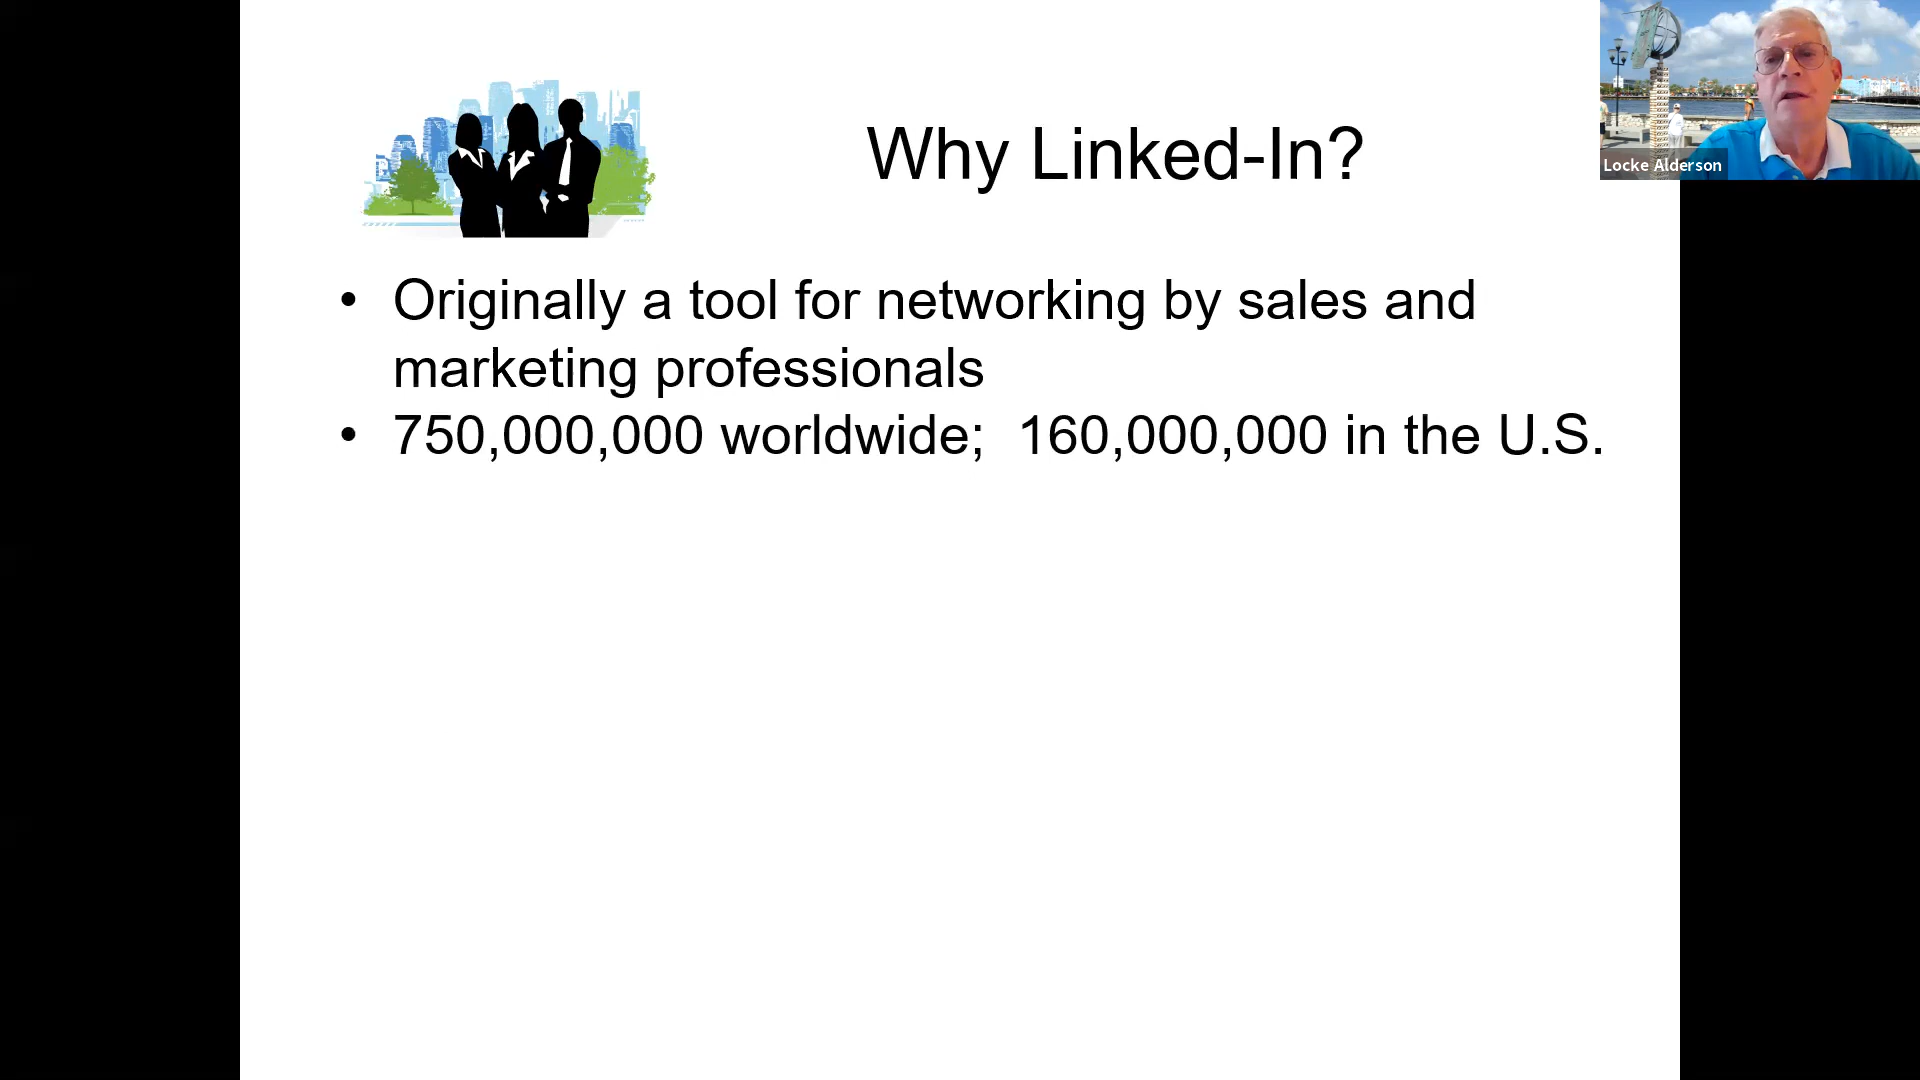 Why Linked-In?
Locke Alderson
• Originally a tool for networking by sales and
marketing professionals
• 750,000,000 worldwide;  160,000,000 in the U.S.